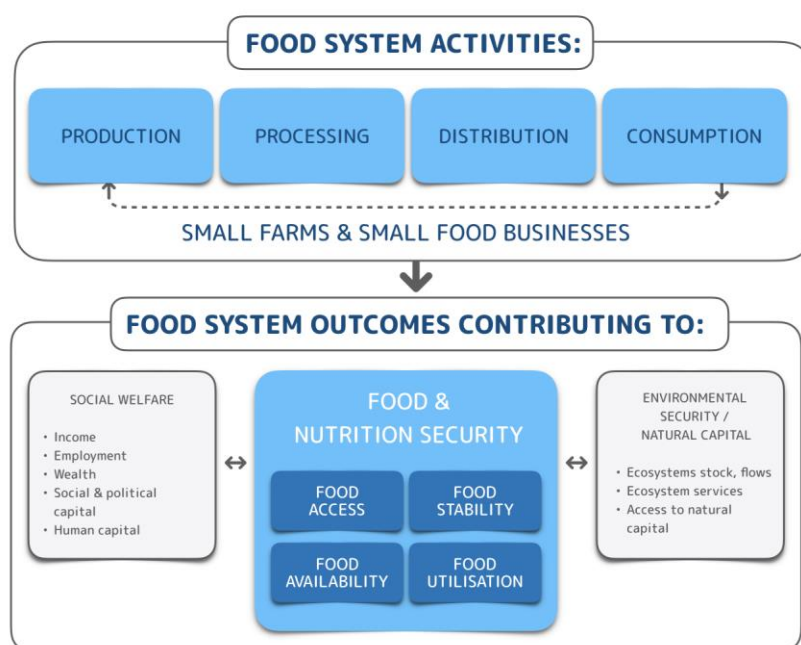 FOOD SYSTEM ACTIVITIES:
PRODUCTION
PROCESSING
DISTRIBUTION
CONSUMPTION
SMALL FARMS & SMALL FOOD BUSINESSES
FOOD SYSTEM OUTCOMES CONTRIBUTING TO:
SOCIAL WELFARE
• Income
• Employment
• Wealth
• Social & political
capital
• Human capital
FOOD &
NUTRITION SECURITY
FOOD
ACCESS
FOOD
STABILITY
FOOD
AVAILABILITY
FOOD
UTILISATION
ENVIRONMENTAL
SECURITY /
NATURAL CAPITAL
• Ecosystems stock, flows
• Ecosystem services
• Access to natural
capital